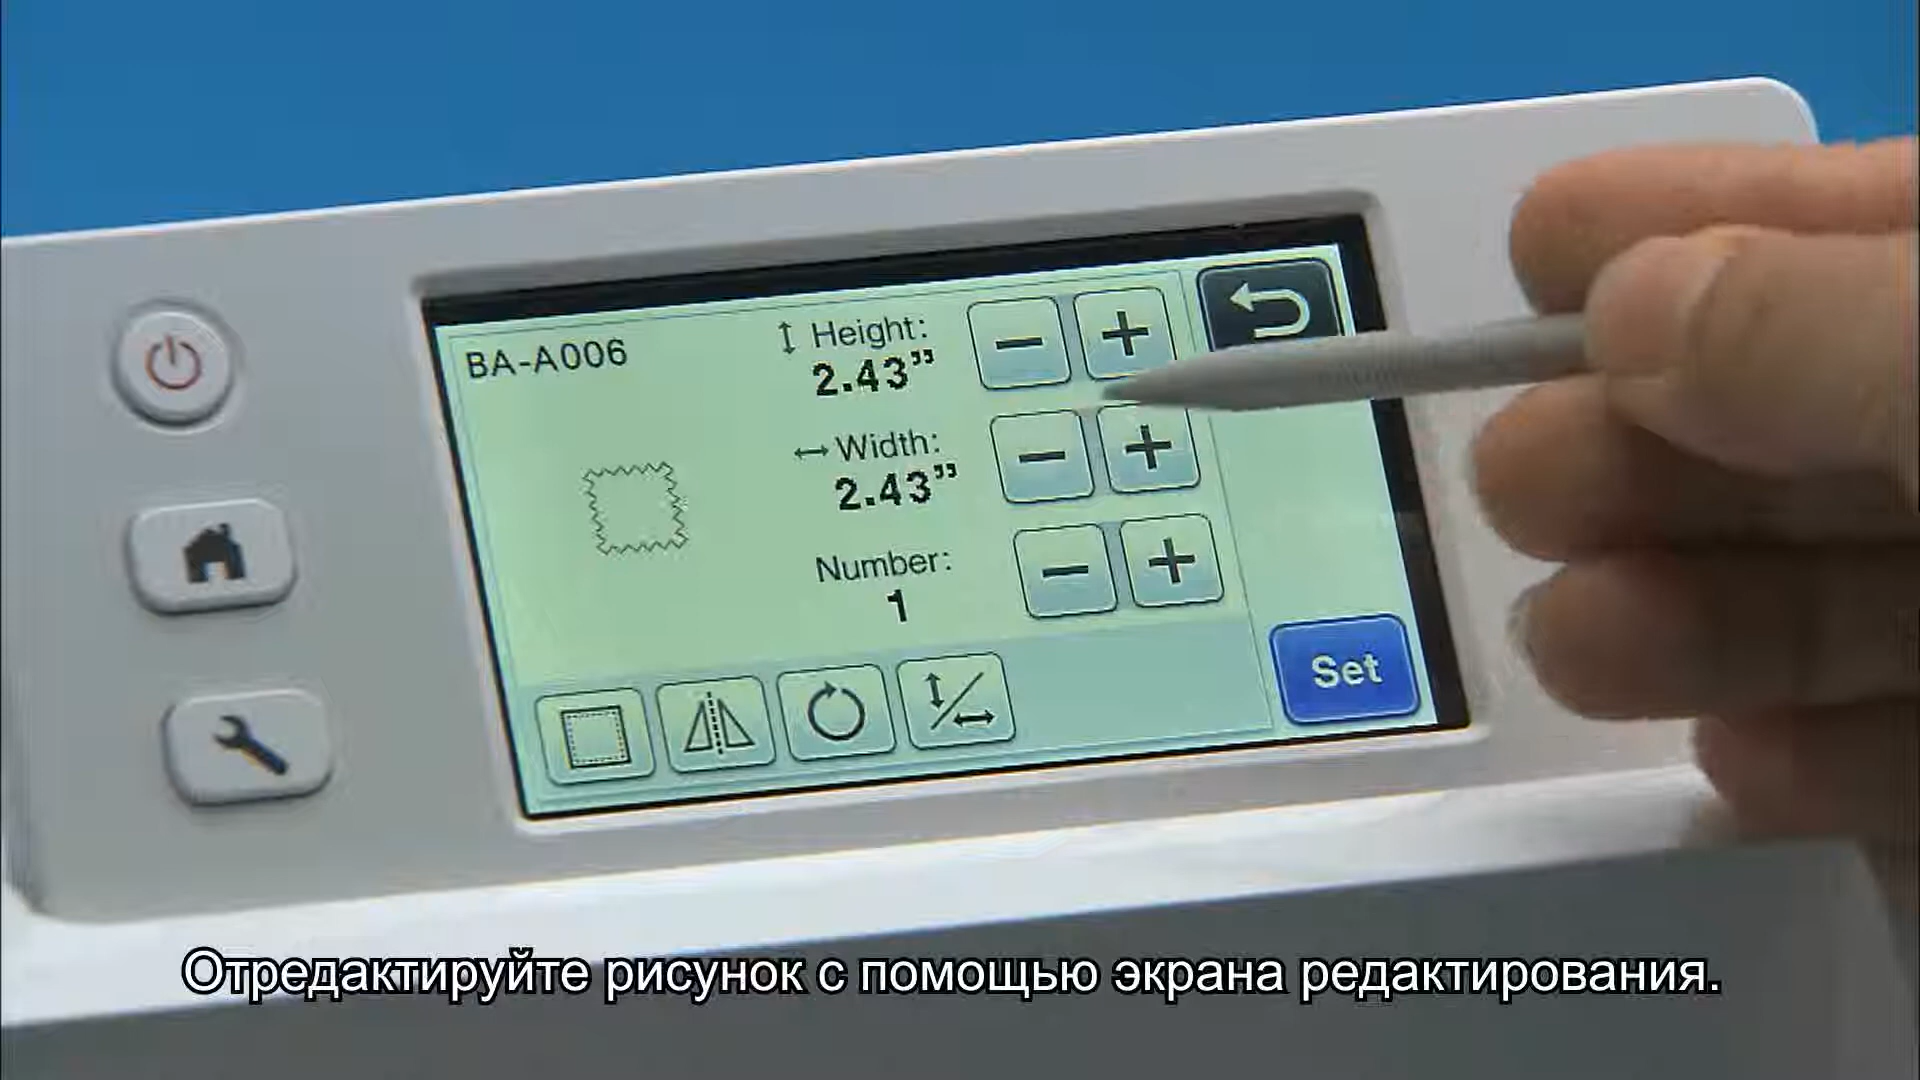 BA-A006
Height:
2.43”
Width:
2.43”
Number:
1
Set
Отредактируйте рисунок с помощью экрана редактирования.